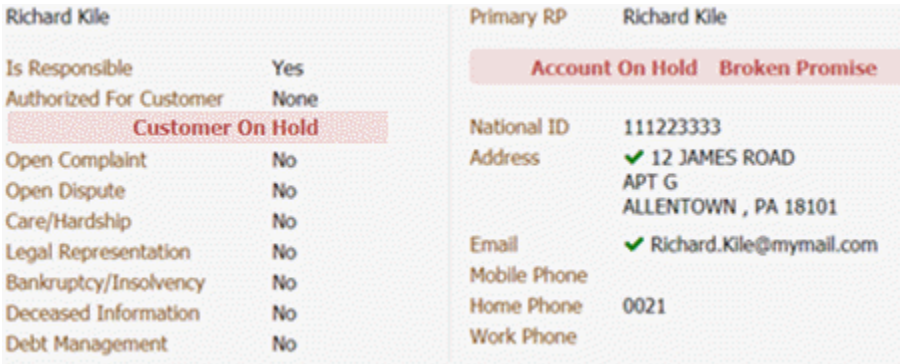 Richard Kile
Is Responsible Yes
Authorized For Customer None
Customer On Hold
Open Complaint No
Open Dispute No
Care/Hardship No
Legal Representation No
Bankruptcy/Insolvency No
Deceased Information No
Debt Management No
Primary RP Richard Kile
Account On Hold Broken Promise
National ID 111223333
Address ✔ 12 JAMES ROAD
APT G
ALLENTOWN , PA 18101
Email ✔ Richard.Kile@mymail.com
Mobile Phone
Home Phone 0021
Work Phone